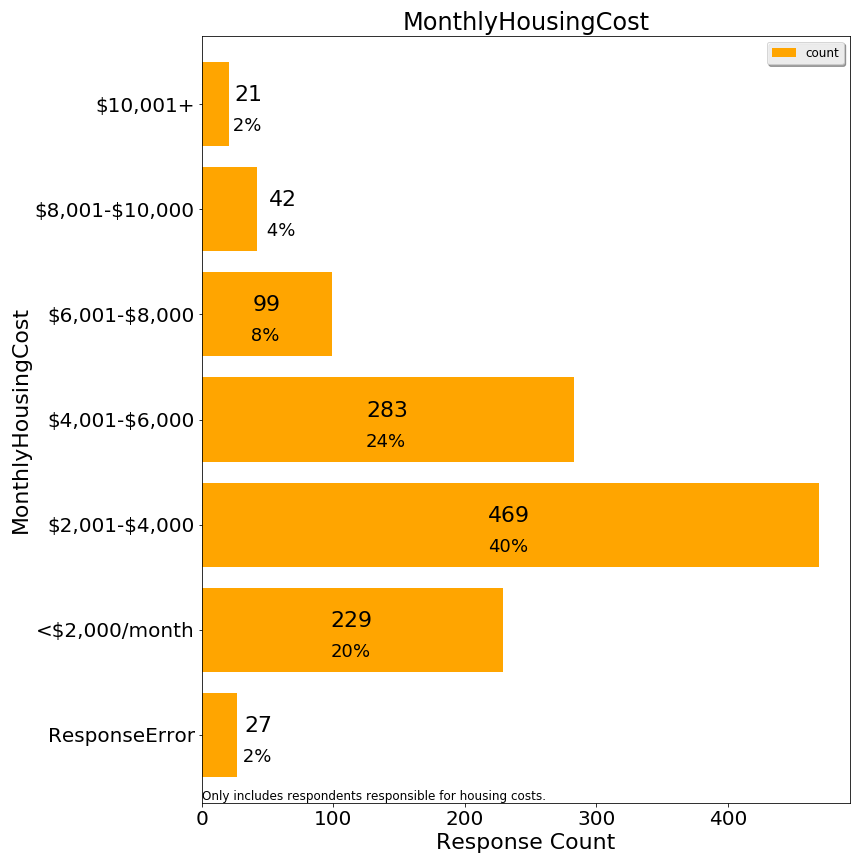 MonthlyHousingCost
count
$10,001+
21
2%
$8,001-$10,000
42
4%
$6,001-$8,000
99
8%
$4,001-$6,000
283
24%
$2,001-$4,000
469
40%
<$2,000/month
229
20%
ResponseError
27
2%
MonthlyHousingCost
Only includes respondents responsible for housing costs.
0 100 200 300 400
Response Count